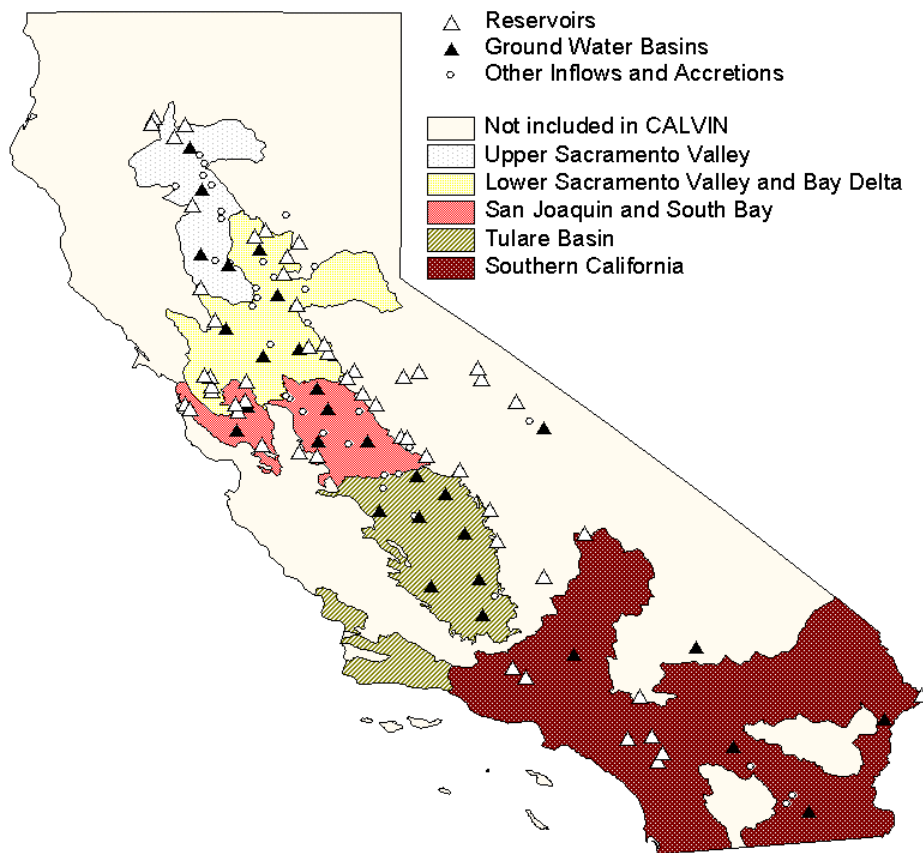 Reservoirs
Ground Water Basins
Other Inflows and Accretions
Not included in CALVIN
Upper Sacramento Valley
Lower Sacramento Valley and Bay Delta
San Joaquin and South Bay
Tulare Basin
Southern California